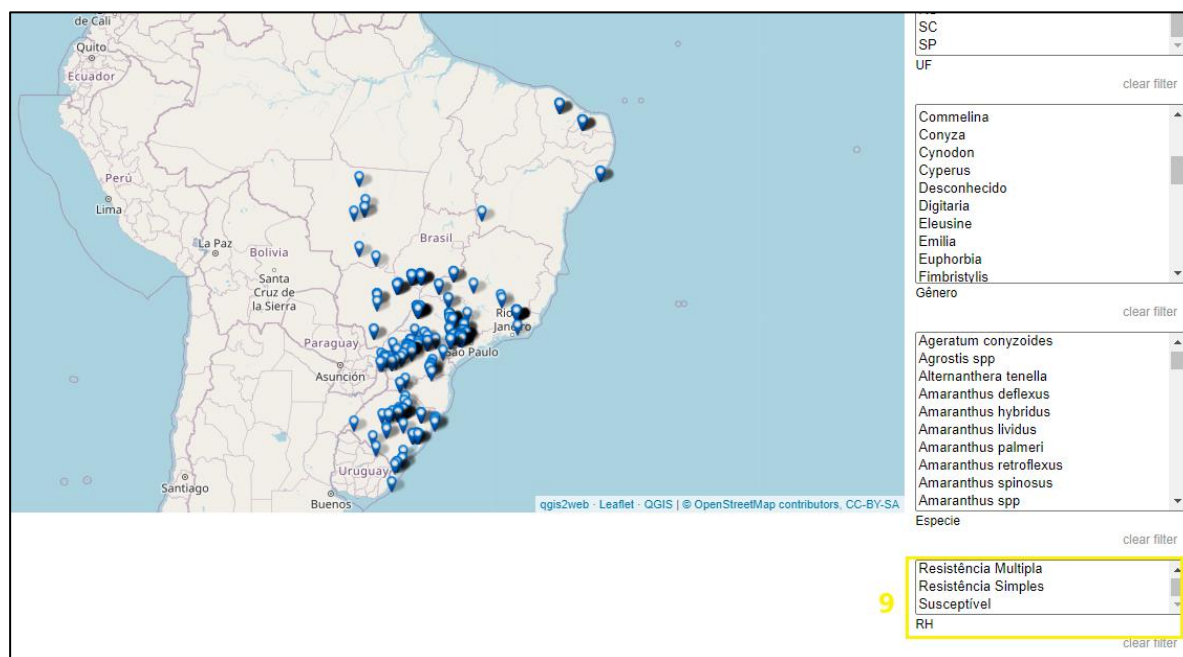 de Cali
Quito
Ecuador
Perú
Lima
La Paz
Bolivia
Santa
Cruz de
la Sierra
Brasil
Paraguay
Asunción
São Paulo
Uruguay
Santiago
Buenos
qgis2web · Leaflet · QGIS | © OpenStreetMap contributors, CC-BY-SA
SC
SP
UF
clear filter
Commelina
Conyza
Cynodon
Cyperus
Desconhecido
Digitaria
Eleusine
Emilia
Euphorbia
Fimbristylis
Gênero
clear filter
Ageratum conyzoides
Agrostis spp
Alternanthera tenella
Amaranthus deflexus
Amaranthus hybridus
Amaranthus lividus
Amaranthus palmeri
Amaranthus retroflexus
Amaranthus spinosus
Amaranthus spp
Especie
clear filter
9
Resistência Multipla
Resistência Simples
Susceptível
RH
clear filter